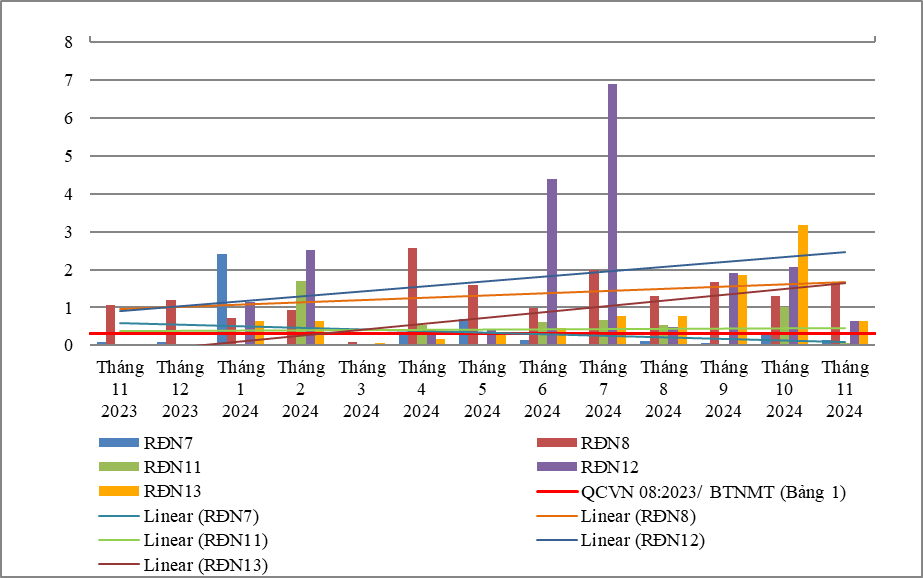 8
7
6
5
4
3
2
1
0
Tháng 11 2023
Tháng 12 2023
Tháng 1 2024
Tháng 2 2024
Tháng 3 2024
Tháng 4 2024
Tháng 5 2024
Tháng 6 2024
Tháng 7 2024
Tháng 8 2024
Tháng 9 2024
Tháng 10 2024
Tháng 11 2024
RĐN7
RĐN8
RĐN11
RĐN12
RĐN13
QCVN 08:2023/ BTNMT (Bảng 1)
Linear (RĐN7)
Linear (RĐN8)
Linear (RĐN11)
Linear (RĐN12)
Linear (RĐN13)